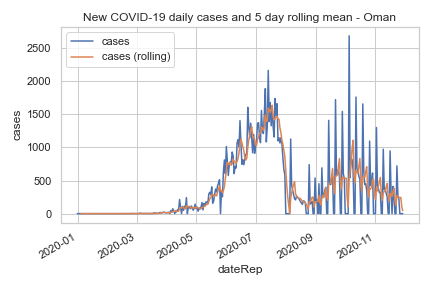 New COVID-19 daily cases and 5 day rolling mean - Oman
cases
cases (rolling)
2500
2000
1500
1000
500
0
cases
2020-01
2020-03
2020-05
2020-07
2020-09
2020-11
dateRep